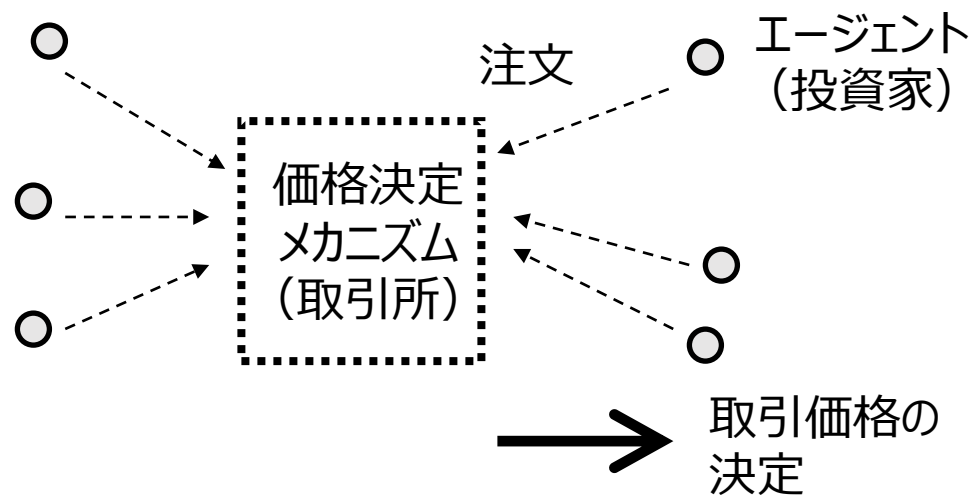 注文
エージェント
（投資家）
価格決定
メカニズム
（取引所）
取引価格の
決定